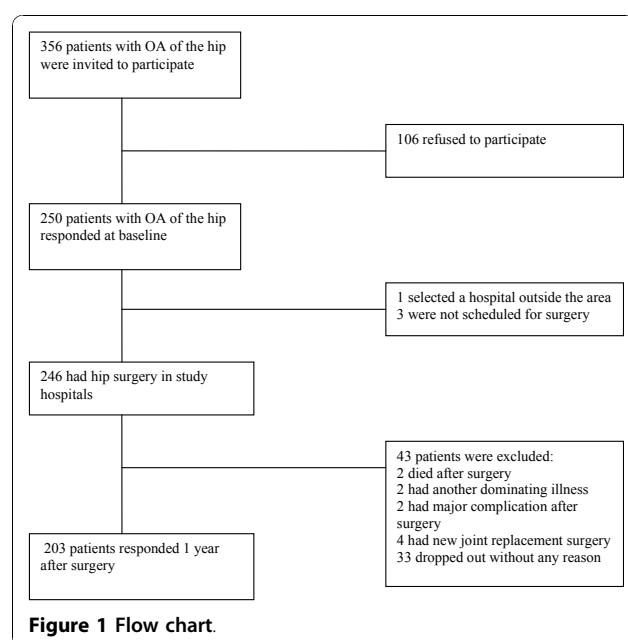 356 patients with OA of the hip
were invited to participate
106 refused to participate
250 patients with OA of the hip
responded at baseline
1 selected a hospital outside the area
3 were not scheduled for surgery
246 had hip surgery in study
hospitals
43 patients were excluded:
2 died after surgery
2 had another dominating illness
2 had major complication after
surgery
4 had new joint replacement surgery
33 dropped out without any reason
203 patients responded 1 year
after surgery
Figure 1 Flow chart.